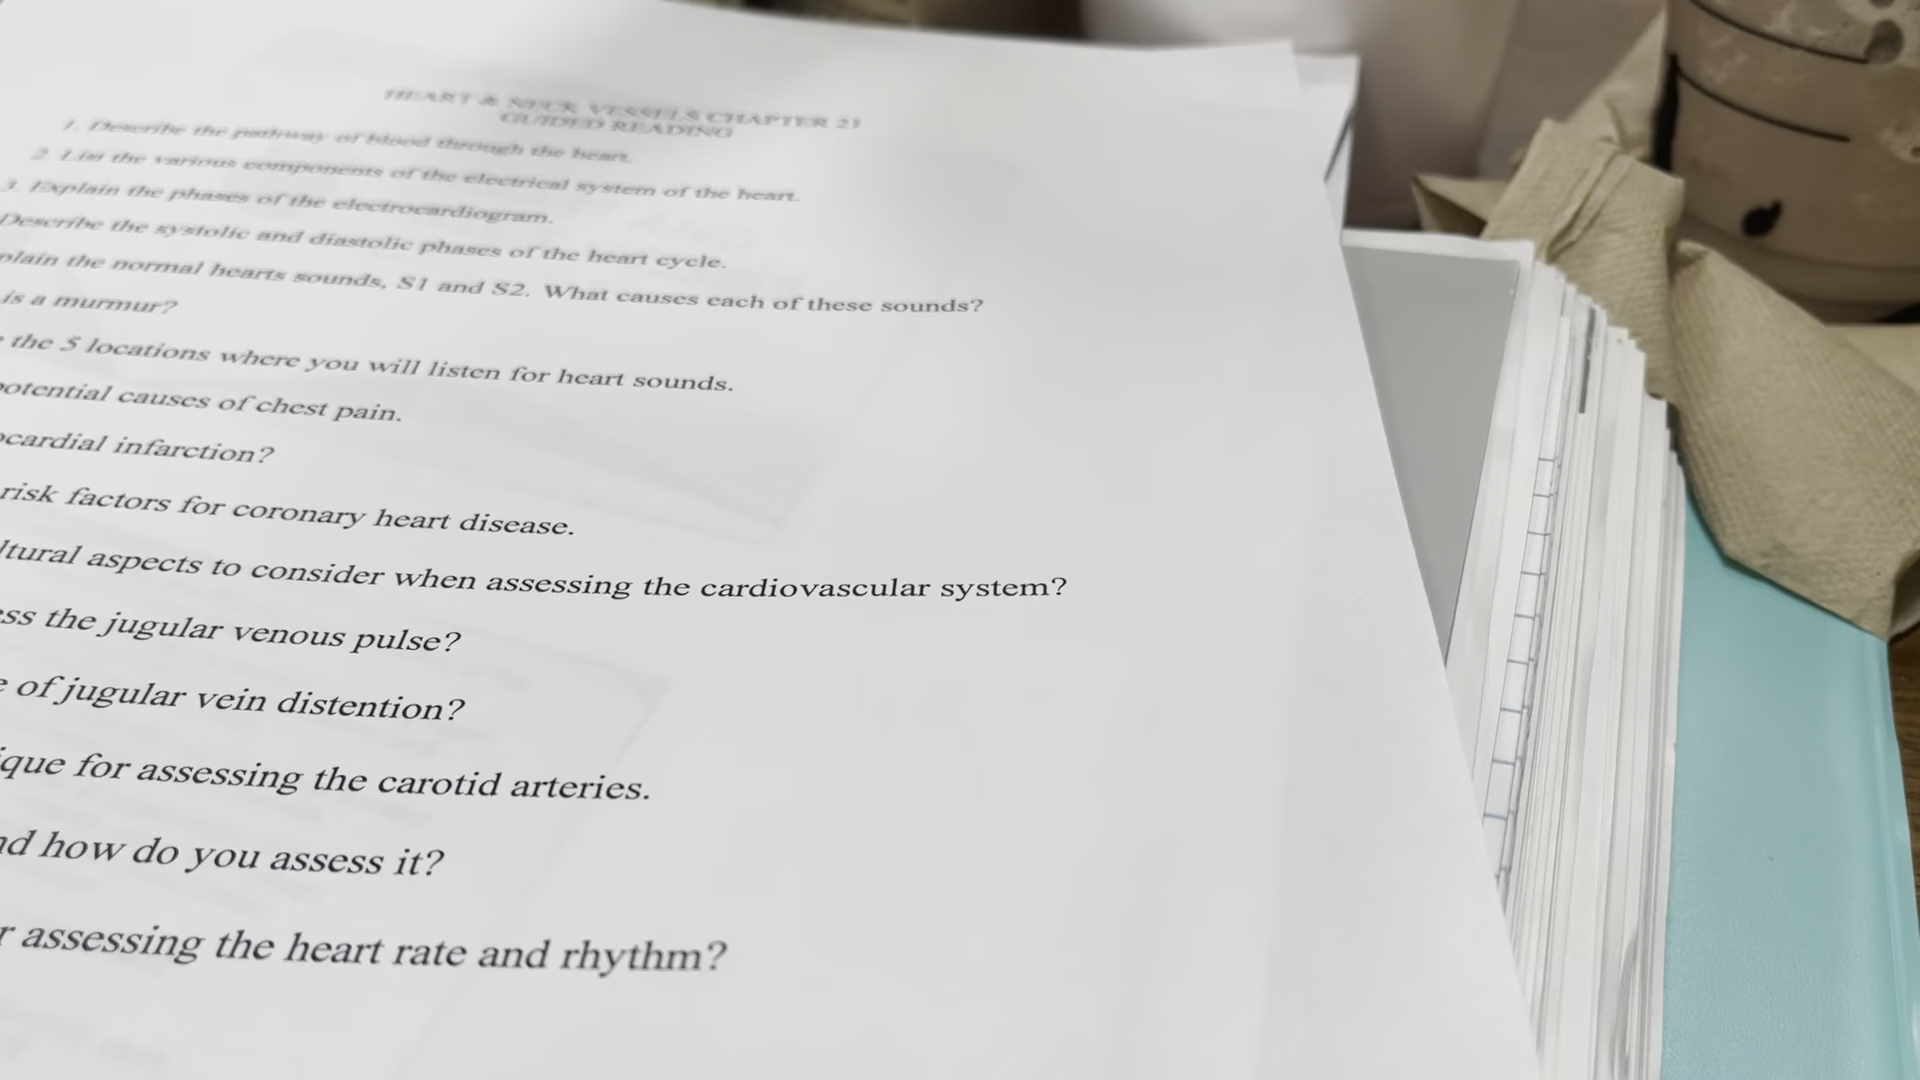 HEART & NECK VESSELS CHAPTER 21
GUIDED READING
1. Describe the pathway of blood through the heart.
2. List the various components of the electrical system of the heart.
3. Explain the phases of the electrocardiogram.
Describe the systolic and diastolic phases of the heart cycle.
plain the normal hearts sounds, S1 and S2. What causes each of these sounds?
is a murmur?
the 5 locations where you will listen for heart sounds.
potential causes of chest pain.
ocardial infarction?
risk factors for coronary heart disease.
ltural aspects to consider when assessing the cardiovascular system?
ss the jugular venous pulse?
e of jugular vein distention?
ique for assessing the carotid arteries.
nd how do you assess it?
r assessing the heart rate and rhythm?